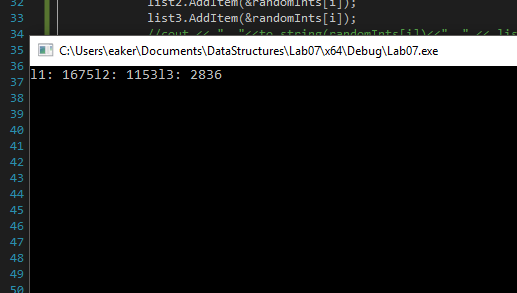 32 list2.AddItem(&randomInts[i]);
33 list3.AddItem(&randomInts[i]);
34 //cout << " "<<to_string(randomInts[i])<<" " << lis
35 C:\Users\eaker\Documents\DataStructures\Lab07\x64\Debug\Lab07.exe
36
37 l1: 1675l2: 1153l3: 2836
38
39
40
41
42
43
44
45
46
47
48
49
50